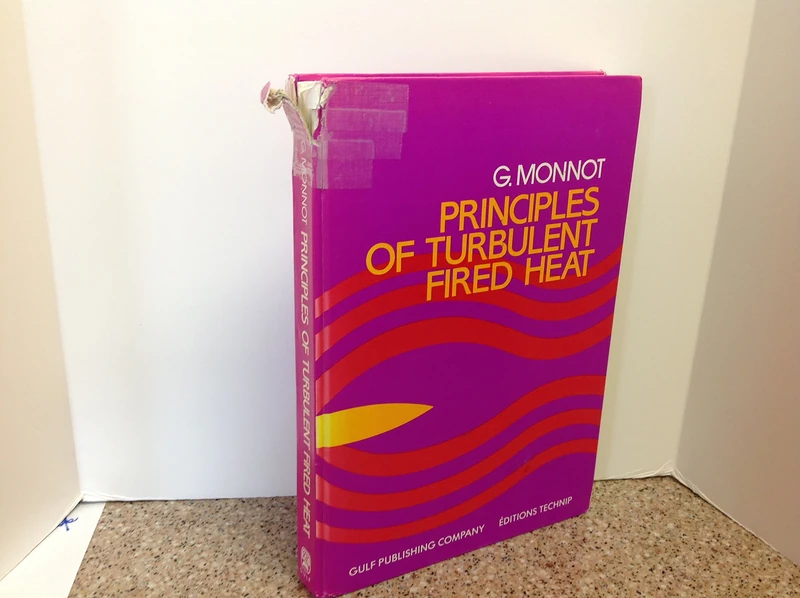 G. MONNOT
PRINCIPLES
OF TURBULENT
FIRED HEAT
GULF PUBLISHING COMPANY ÉDITIONS TECHNIP
G. MONNOT PRINCIPLES OF TURBULENT FIRED HEAT